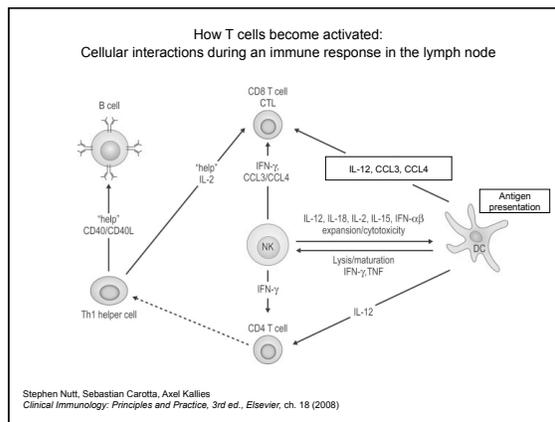 How T cells become activated:
Cellular interactions during an immune response in the lymph node
B cell
CD8 T cell
CTL
"help"
IL-2
IFN-γ,
CCL3/CCL4
IL-12, CCL3, CCL4
Antigen
presentation
"help"
CD40/CD40L
NK
IL-12, IL-18, IL-2, IL-15, IFN-αβ
expansion/cytotoxicity
Lysis/maturation
IFN-γ,TNF
DC
IFN-γ
Th1 helper cell
CD4 T cell
IL-12
Stephen Nutt, Sebastian Carotta, Axel Kallies
Clinical Immunology: Principles and Practice, 3rd ed., Elsevier, ch. 18 (2008)